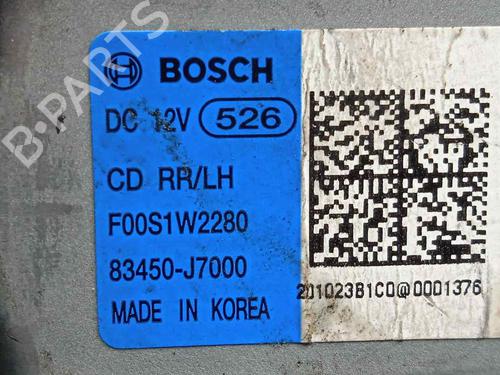 B-PARTS
BOSCH
DC 12V 526
CD RR/LH
F00S1W2280
83450-J7000
MADE IN KOREA
201023B1C0@0001376